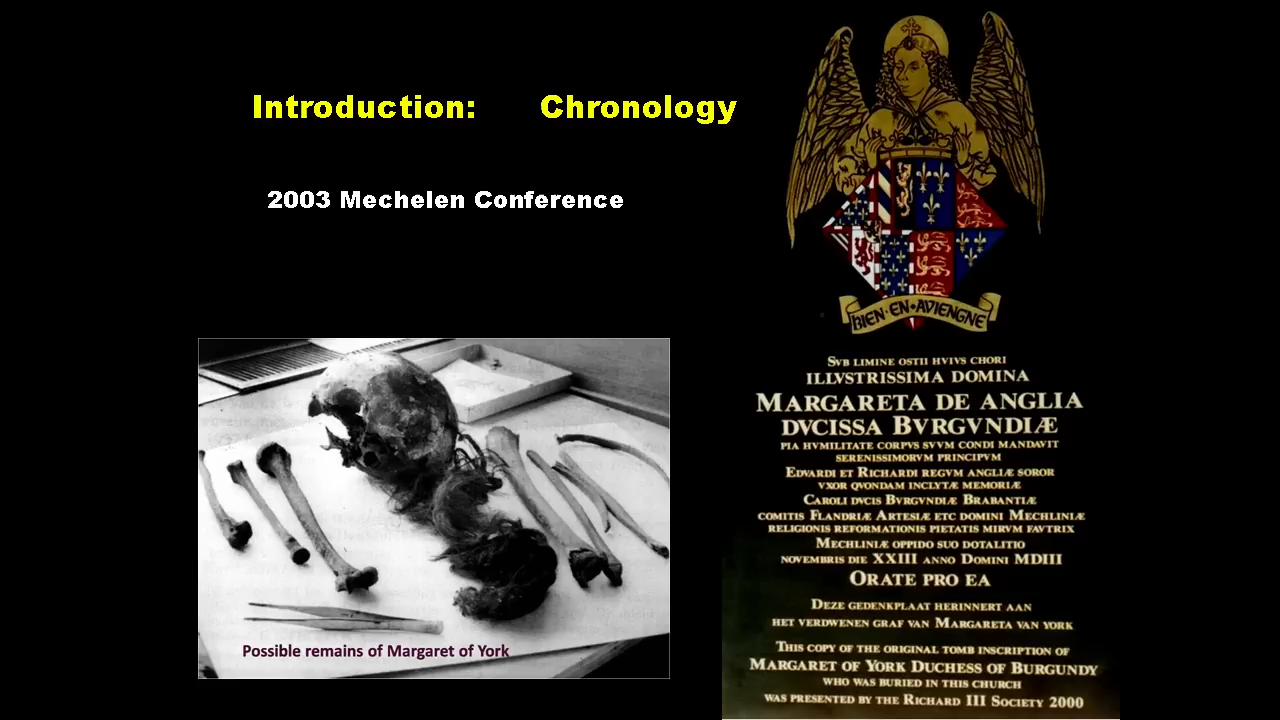 Introduction: Chronology
2003 Mechelen Conference
Possible remains of Margaret of York
BIEN·EN·AVIENGNE
SVB LIMINE OSTII HVIVS CHORI
ILLVSTRISSIMA DOMINA
MARGARETA DE ANGLIA
DVCISSA BVRGVNDIÆ
PIA HVMILITATE CORPVS SVVM CONDI MANDAVIT
SERENISSIMORVM PRINCIPVM
EDVARDI ET RICHARDI REGVM ANGLIÆ SOROR
VXOR QVONDAM INCLYTÆ MEMORIÆ
CAROLI DVCIS BVRGVNDIÆ BRABANTIÆ
COMITIS FLANDRIÆ ARTESIÆ ETC DOMINI MECHLINIÆ
RELIGIONIS REFORMATIONIS PIETATIS MIRVM FAVTRIX
MECHLINIÆ OPPIDO SUO DOTALITIO
NOVEMBRIS DIE XXIII ANNO DOMINI MDIII
ORATE PRO EA
DEZE GEDENKPLAAT HERINNERT AAN
HET VERDWENEN GRAF VAN MARGARETA VAN YORK
THIS COPY OF THE ORIGINAL TOMB INSCRIPTION OF
MARGARET OF YORK DUCHESS OF BURGUNDY
WHO WAS BURIED IN THIS CHURCH
WAS PRESENTED BY THE RICHARD III SOCIETY 2000